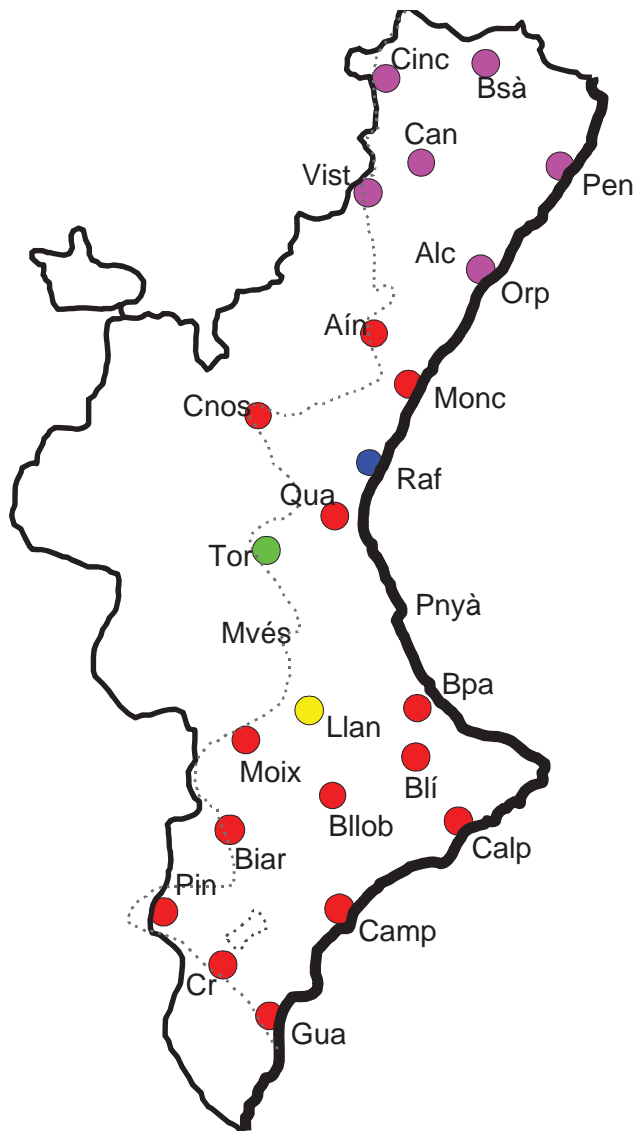 Cinc
Bsà
Can
Vist
Pen
Alc
Orp
Aín
Monc
Cnos
Raf
Qua
Tor
Pnyà
Mvés
Bpa
Llan
Moix
Blí
Bllob
Calp
Biar
Pin
Camp
Cr
Gua